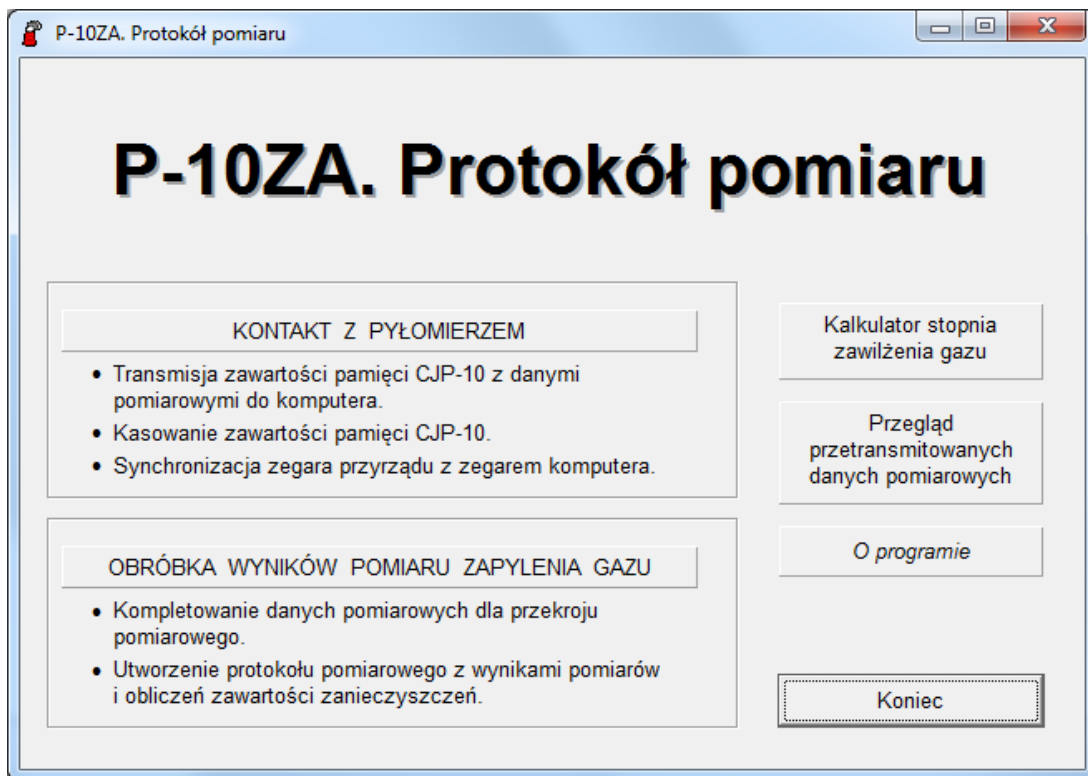 P-10ZA. Protokół pomiaru
P-10ZA. Protokół pomiaru
KONTAKT Z PYŁOMIERZEM
• Transmisja zawartości pamięci CJP-10 z danymi
pomiarowymi do komputera.
• Kasowanie zawartości pamięci CJP-10.
• Synchronizacja zegara przyrządu z zegarem komputera.
OBRÓBKA WYNIKÓW POMIARU ZAPYLENIA GAZU
• Kompletowanie danych pomiarowych dla przekroju
pomiarowego.
• Utworzenie protokołu pomiarowego z wynikami pomiarów
i obliczeń zawartości zanieczyszczeń.
Kalkulator stopnia
zawilżenia gazu
Przegląd
przetransmitowanych
danych pomiarowych
O programie
Koniec